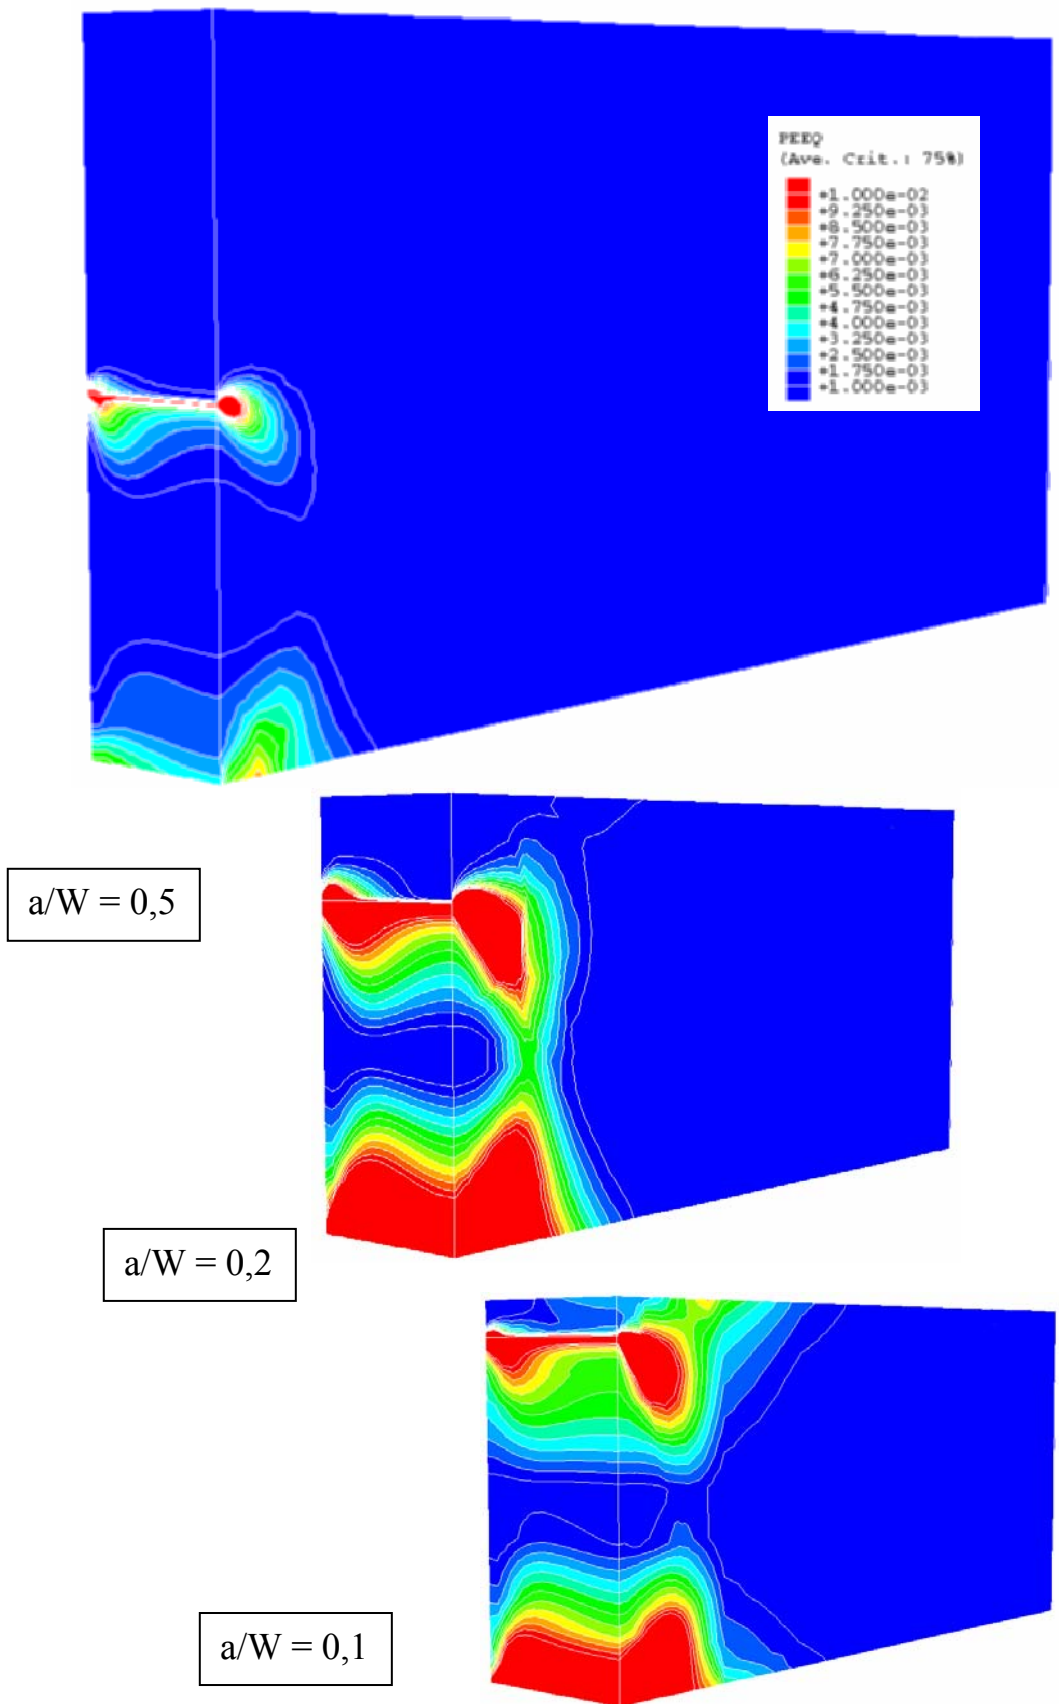 PEEQ
(Ave. Crit.: 75%)
+1.000e-02
+9.250e-03
+8.500e-03
+7.750e-03
+7.000e-03
+6.250e-03
+5.500e-03
+4.750e-03
+4.000e-03
+3.250e-03
+2.500e-03
+1.750e-03
+1.000e-03
a/W = 0,5
a/W = 0,2
a/W = 0,1